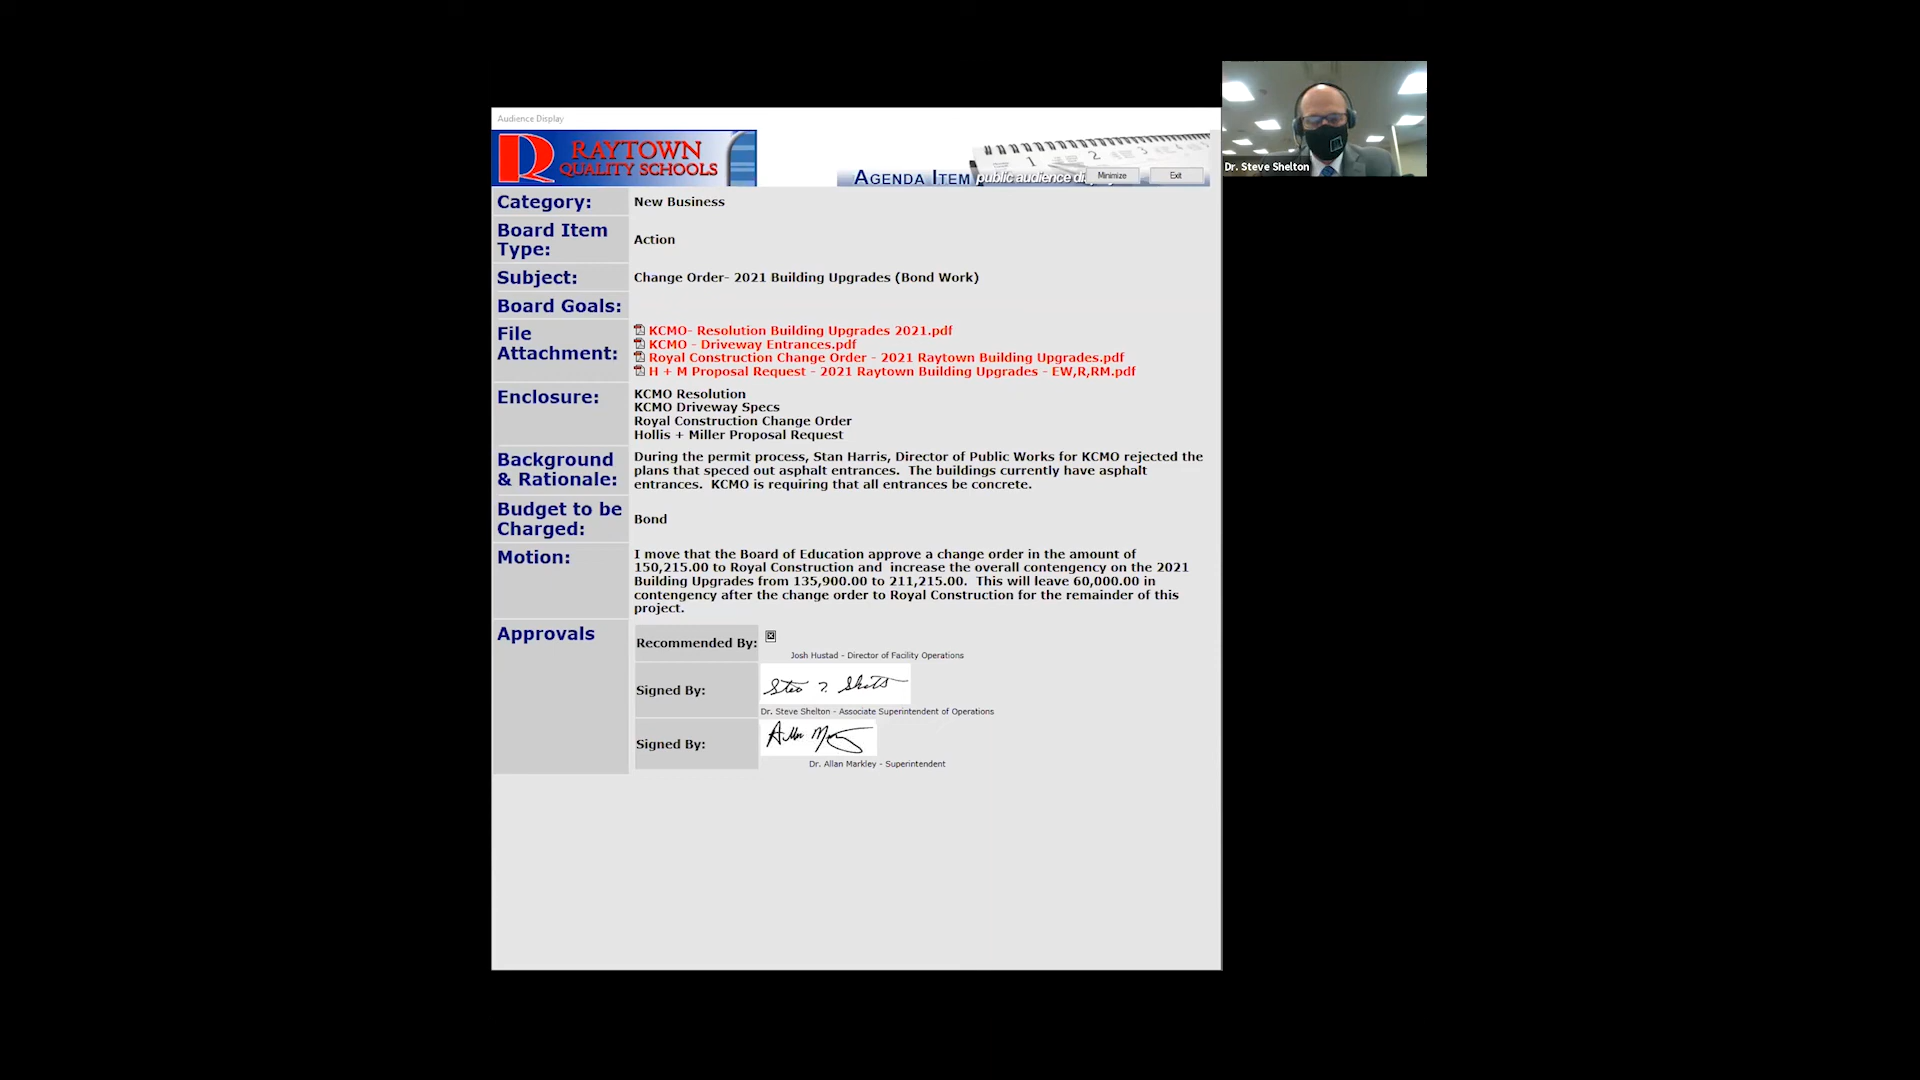 Audience Display
RAYTOWN
QUALITY SCHOOLS
AGENDA ITEM public audience di
Minimize
Exit
Dr. Steve Shelton
Category:
New Business
Board Item
Type:
Action
Subject:
Change Order- 2021 Building Upgrades (Bond Work)
Board Goals:
File
Attachment:
KCMO- Resolution Building Upgrades 2021.pdf
KCMO - Driveway Entrances.pdf
Royal Construction Change Order - 2021 Raytown Building Upgrades.pdf
H + M Proposal Request - 2021 Raytown Building Upgrades - EW,R,RM.pdf
Enclosure:
KCMO Resolution
KCMO Driveway Specs
Royal Construction Change Order
Hollis + Miller Proposal Request
Background
& Rationale:
During the permit process, Stan Harris, Director of Public Works for KCMO rejected the
plans that speced out asphalt entrances.  The buildings currently have asphalt
entrances.  KCMO is requiring that all entrances be concrete.
Budget to be
Charged:
Bond
Motion:
I move that the Board of Education approve a change order in the amount of
150,215.00 to Royal Construction and  increase the overall contengency on the 2021
Building Upgrades from 135,900.00 to 211,215.00.  This will leave 60,000.00 in
contengency after the change order to Royal Construction for the remainder of this
project.
Approvals
Recommended By:
Josh Hustad - Director of Facility Operations
Signed By:
Dr. Steve Shelton - Associate Superintendent of Operations
Signed By:
Dr. Allan Markley - Superintendent